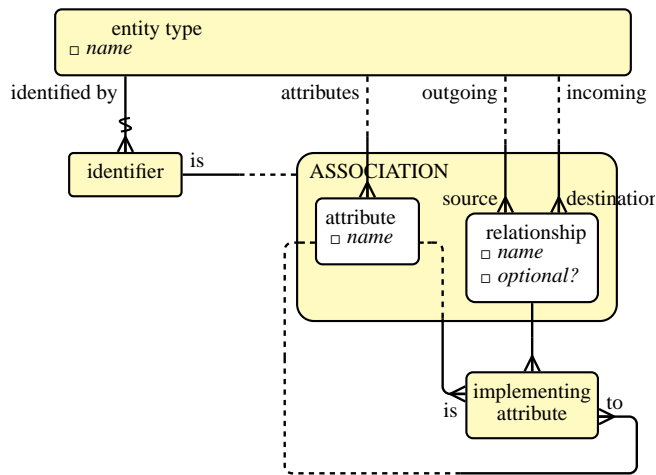 entity type
name
identified by
attributes
outgoing
incoming
identifier
is
ASSOCIATION
source
destination
attribute
name
relationship
name
optional?
implementing
attribute
is
to